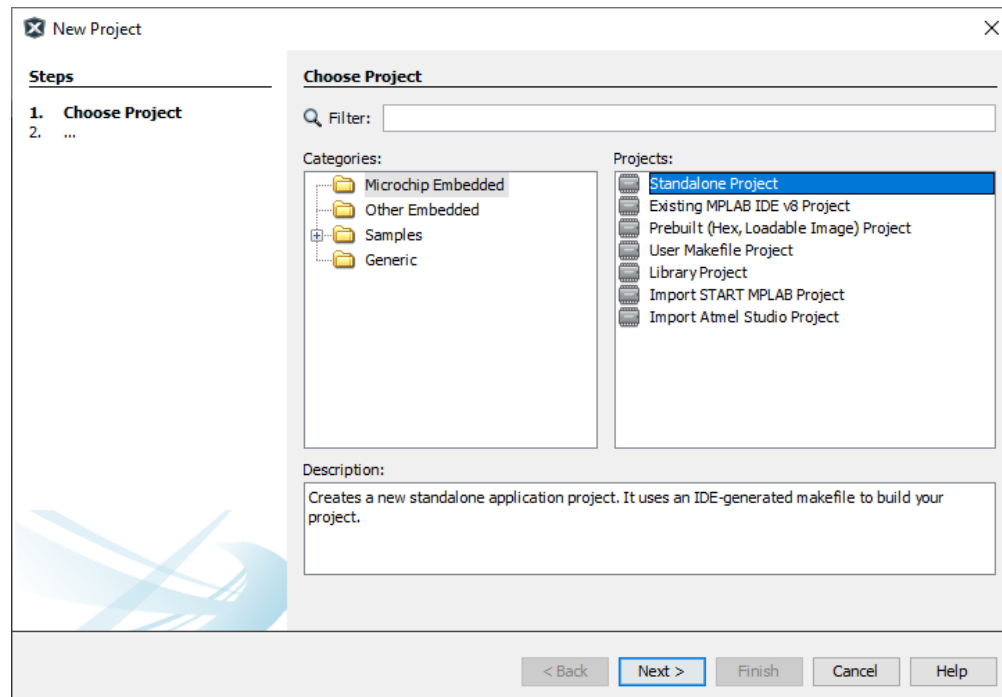 New Project
Steps
1. Choose Project
2. ...
Choose Project
Filter:
Categories:
Microchip Embedded
Other Embedded
Samples
Generic
Projects:
Standalone Project
Existing MPLAB IDE v8 Project
Prebuilt (Hex, Loadable Image) Project
User Makefile Project
Library Project
Import START MPLAB Project
Import Atmel Studio Project
Description:
Creates a new standalone application project. It uses an IDE-generated makefile to build your
project.
< Back
Next >
Finish
Cancel
Help